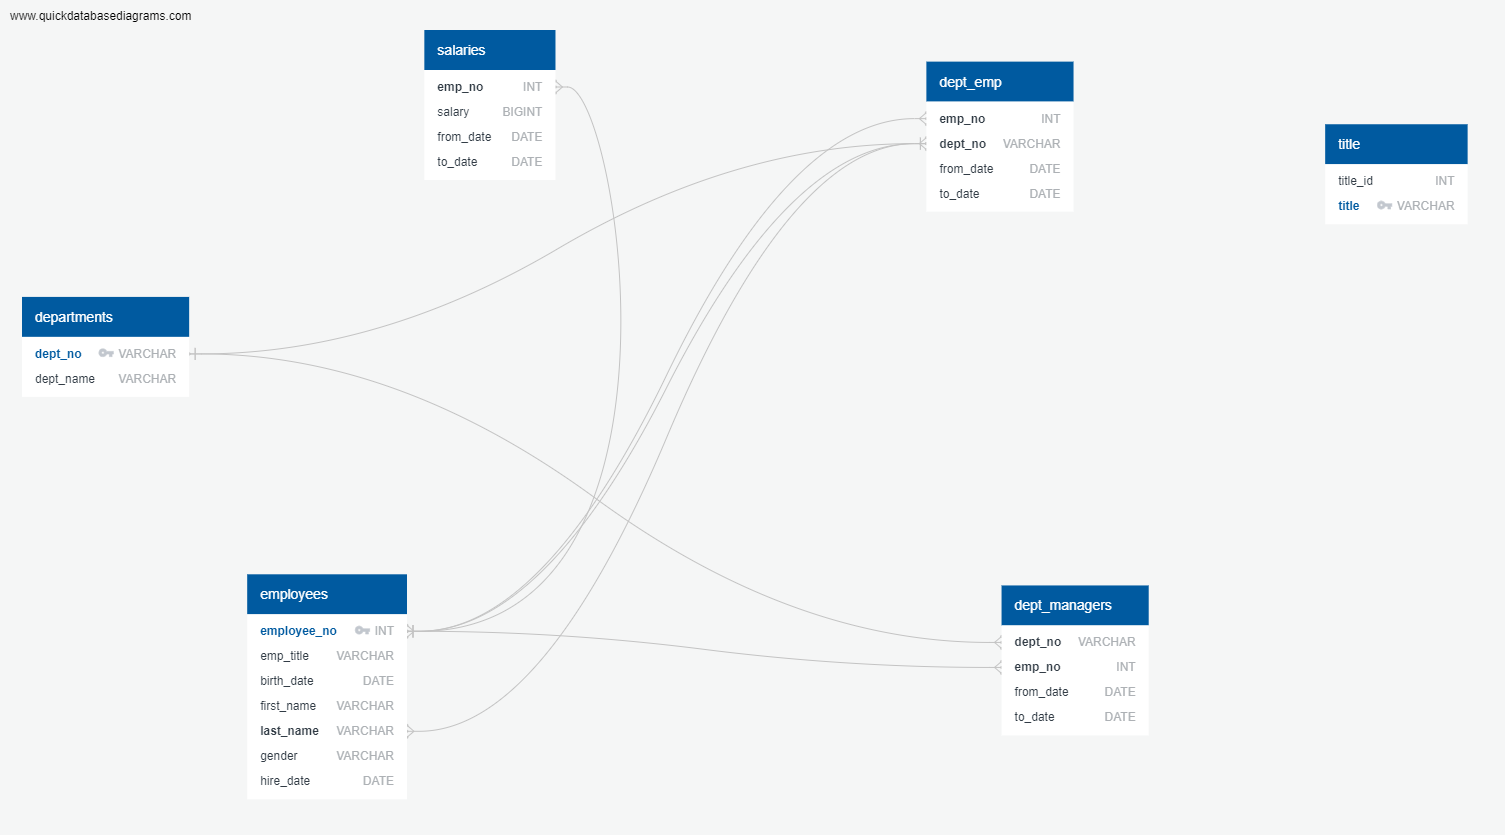 www.quickdatabasediagrams.com
salaries
emp_no INT
salary BIGINT
from_date DATE
to_date DATE
dept_emp
emp_no INT
dept_no VARCHAR
from_date DATE
to_date DATE
title
title_id INT
title VARCHAR
departments
dept_no VARCHAR
dept_name VARCHAR
employees
employee_no INT
emp_title VARCHAR
birth_date DATE
first_name VARCHAR
last_name VARCHAR
gender VARCHAR
hire_date DATE
dept_managers
dept_no VARCHAR
emp_no INT
from_date DATE
to_date DATE